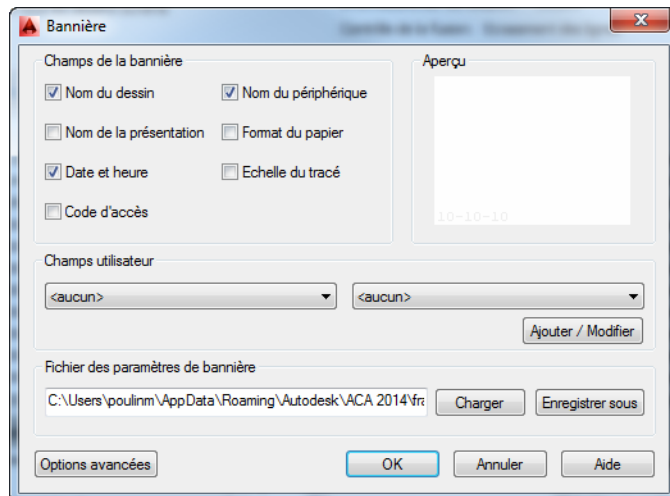 Bannière
Champs de la bannière
Nom du dessin
Nom du périphérique
Nom de la présentation
Format du papier
Date et heure
Echelle du tracé
Code d'accès
Aperçu
10-10-10
Champs utilisateur
<aucun>
<aucun>
Ajouter / Modifier
Fichier des paramètres de bannière
C:\Users\poulinm\AppData\Roaming\Autodesk\ACA 2014\fra
Charger
Enregistrer sous
Options avancées
OK
Annuler
Aide